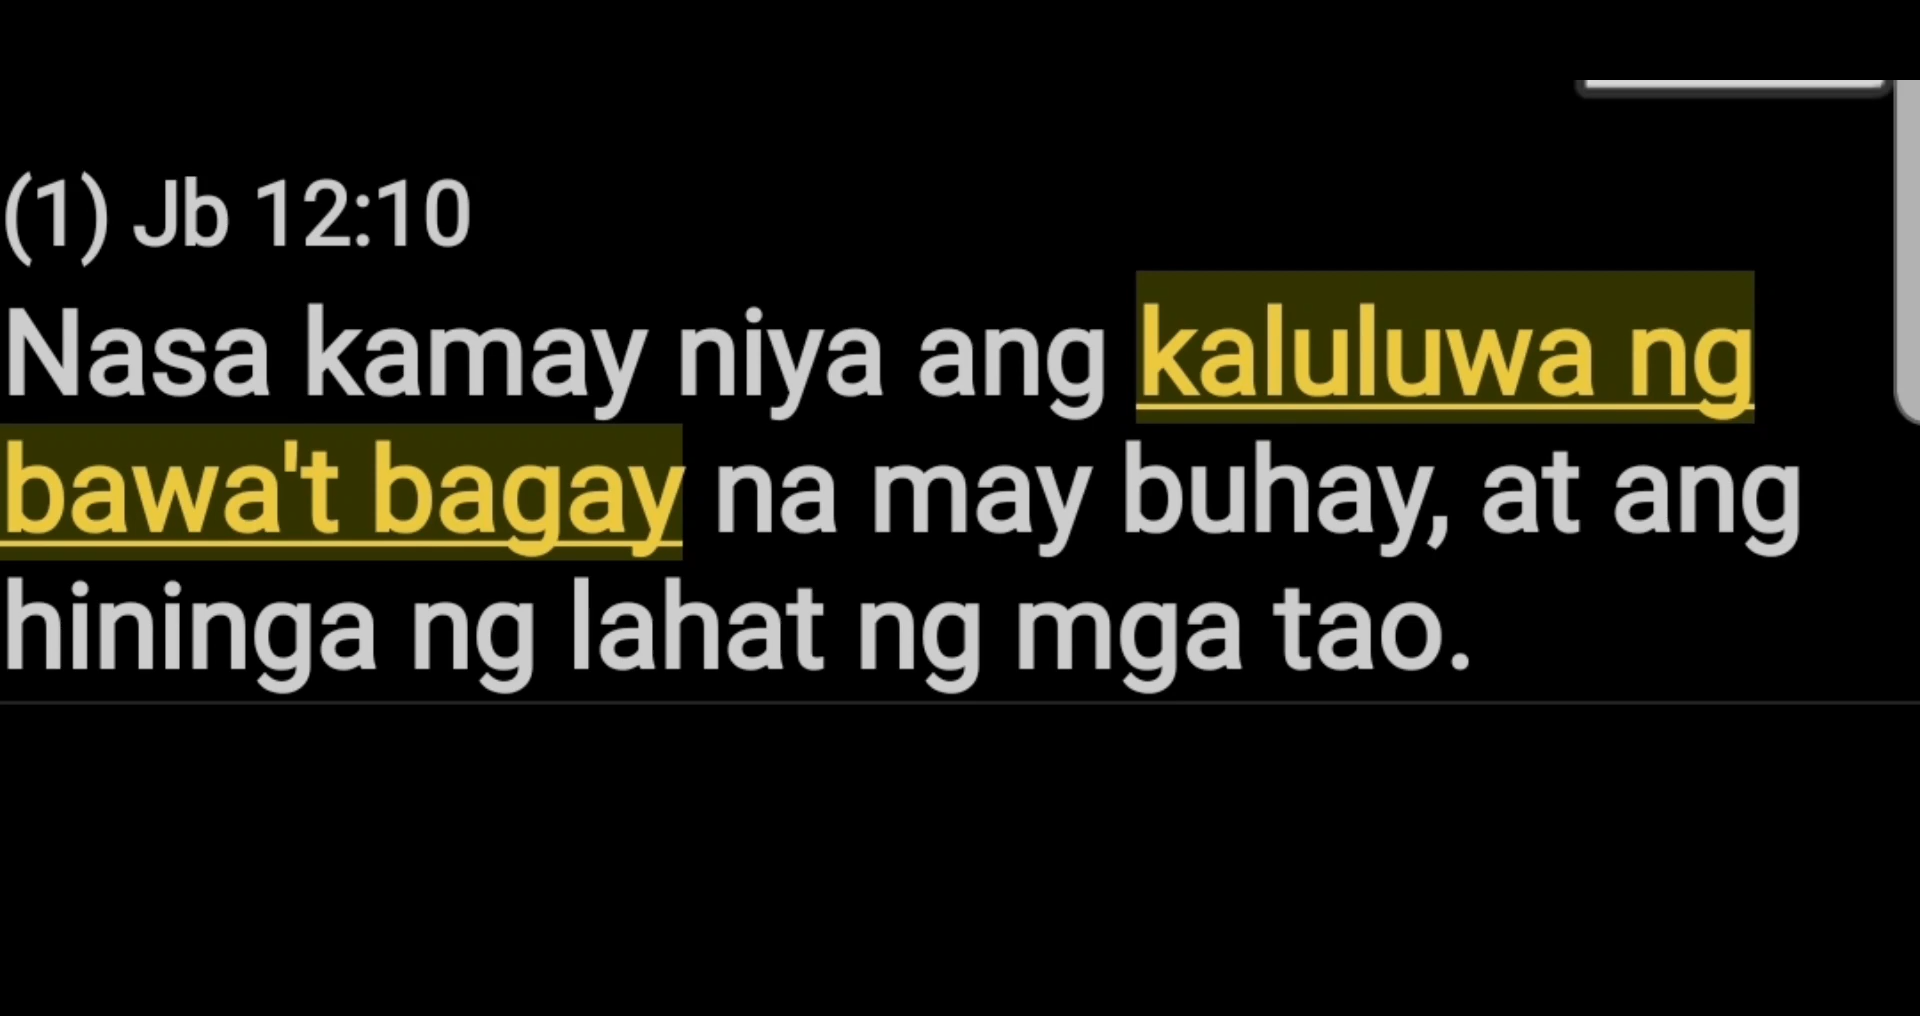 (1) Jb 12:10
Nasa kamay niya ang kaluluwa ng
bawa't bagay na may buhay, at ang
hininga ng lahat ng mga tao.